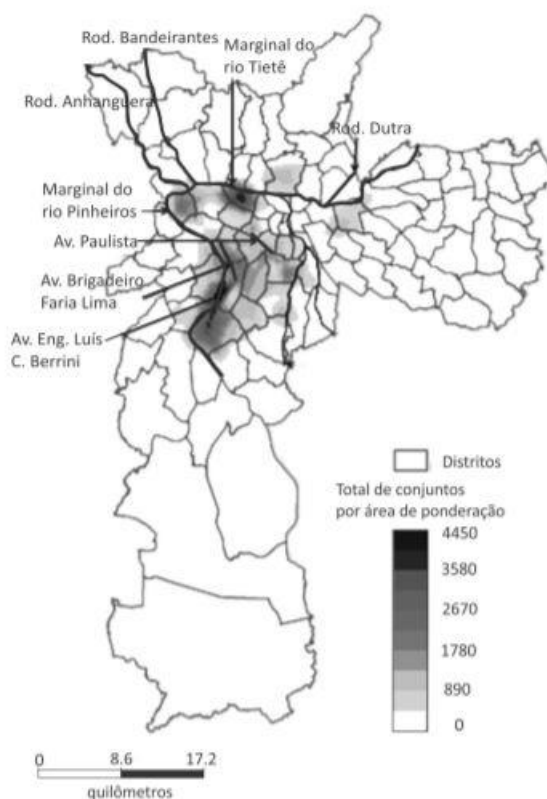 Rod. Bandeirantes
Marginal do
rio Tietê
Rod. Anhanguera
Rod. Dutra
Marginal do
rio Pinheiros
Av. Paulista
Av. Brigadeiro
Faria Lima
Av. Eng. Luís
C. Berrini
Distritos
Total de conjuntos
por área de ponderação
4450
3580
2670
1780
890
0
0 8.6 17.2
quilômetros